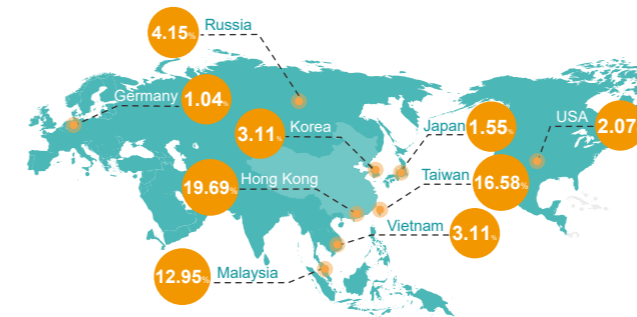 Russia
4.15%
Germany
1.04%
Korea
3.11%
Japan
1.55%
USA
2.07
Hong Kong
19.69%
Taiwan
16.58%
Vietnam
3.11%
Malaysia
12.95%